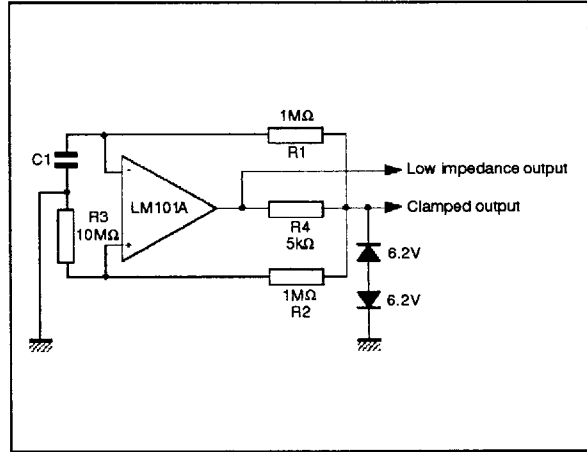 1MΩ
R1
C1
-
Low impedance output
LM101A
R3
10MΩ
Clamped output
R4
5kΩ
+
6.2V
1MΩ
R2
6.2V